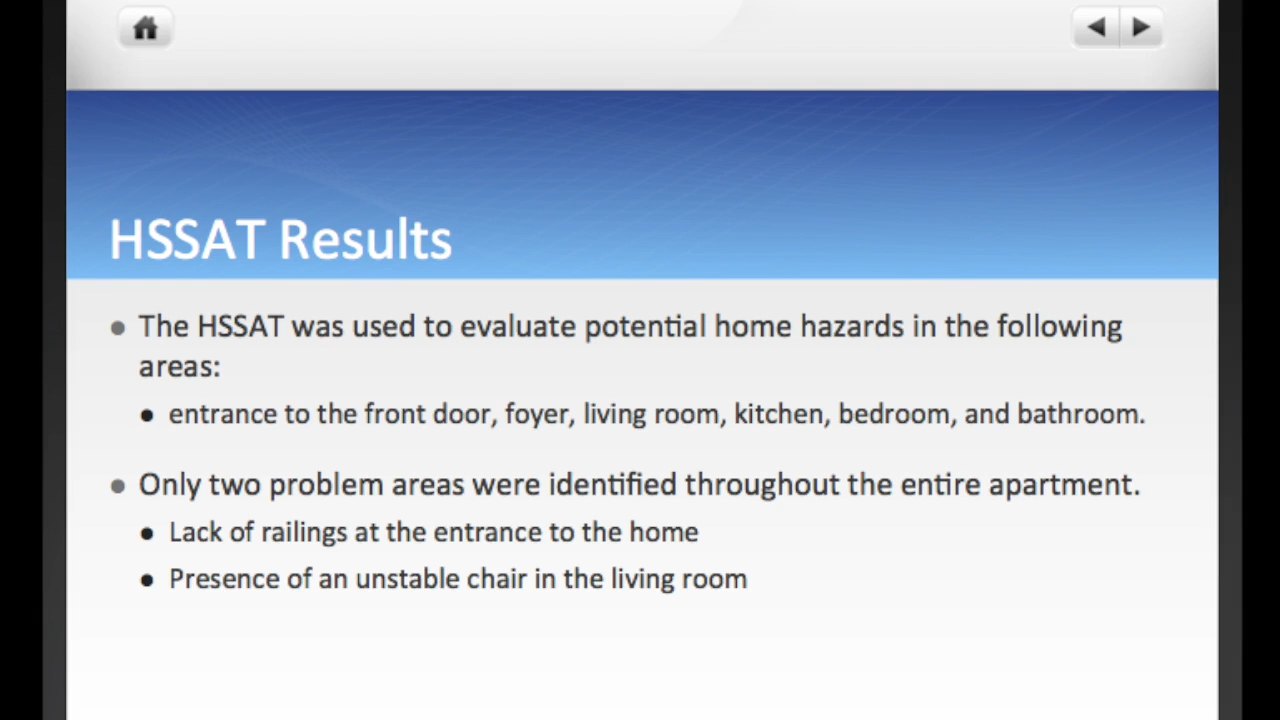 HSSAT Results
The HSSAT was used to evaluate potential home hazards in the following
areas:
entrance to the front door, foyer, living room, kitchen, bedroom, and bathroom.
Only two problem areas were identified throughout the entire apartment.
Lack of railings at the entrance to the home
Presence of an unstable chair in the living room